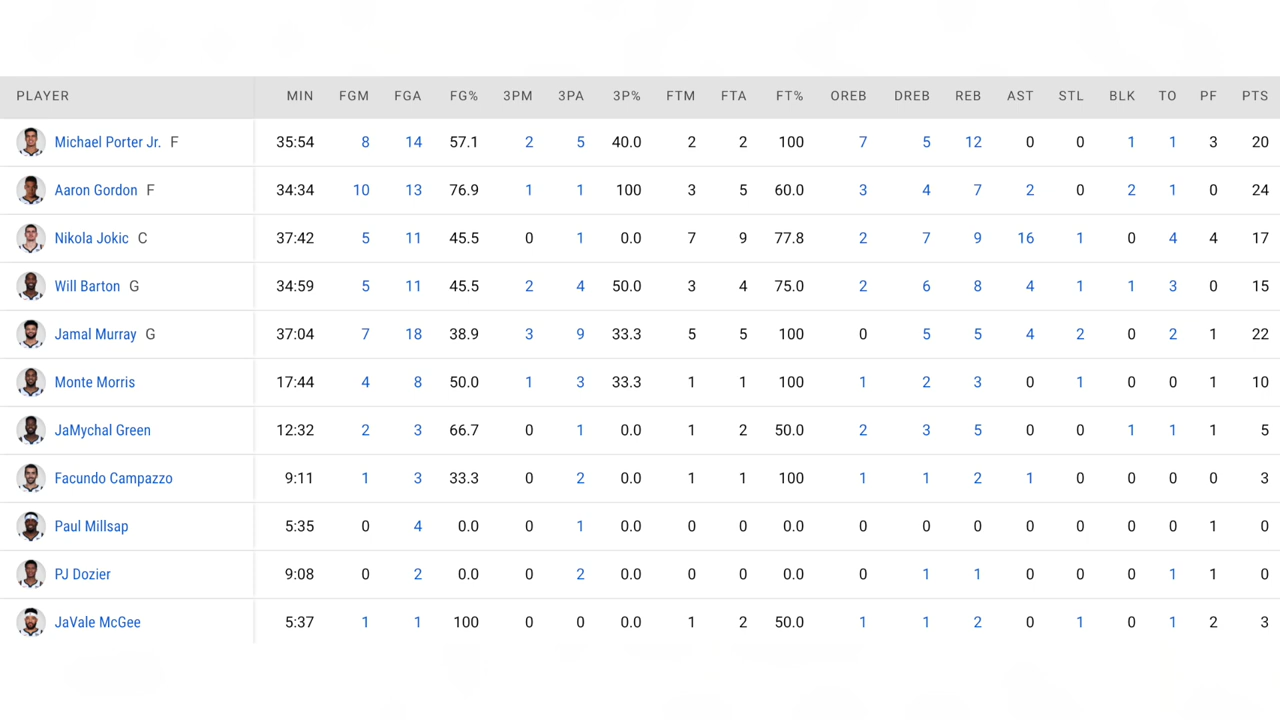 PLAYER MIN FGM FGA FG% 3PM 3PA 3P% FTM FTA FT% OREB DREB REB AST STL BLK TO PF PTS
Michael Porter Jr. F 35:54 8 14 57.1 2 5 40.0 2 2 100 7 5 12 0 0 1 1 3 20
Aaron Gordon F 34:34 10 13 76.9 1 1 100 3 5 60.0 3 4 7 2 0 2 1 0 24
Nikola Jokic C 37:42 5 11 45.5 0 1 0.0 7 9 77.8 2 7 9 16 1 0 4 4 17
Will Barton G 34:59 5 11 45.5 2 4 50.0 3 4 75.0 2 6 8 4 1 1 3 0 15
Jamal Murray G 37:04 7 18 38.9 3 9 33.3 5 5 100 0 5 5 4 2 0 2 1 22
Monte Morris 17:44 4 8 50.0 1 3 33.3 1 1 100 1 2 3 0 1 0 0 1 10
JaMychal Green 12:32 2 3 66.7 0 1 0.0 1 2 50.0 2 3 5 0 0 1 1 1 5
Facundo Campazzo 9:11 1 3 33.3 0 2 0.0 1 1 100 1 1 2 1 0 0 0 0 3
Paul Millsap 5:35 0 4 0.0 0 1 0.0 0 0 0.0 0 0 0 0 0 0 0 1 0
PJ Dozier 9:08 0 2 0.0 0 2 0.0 0 0 0.0 0 1 1 0 0 0 1 1 0
JaVale McGee 5:37 1 1 100 0 0 0.0 1 2 50.0 1 1 2 0 1 0 1 2 3